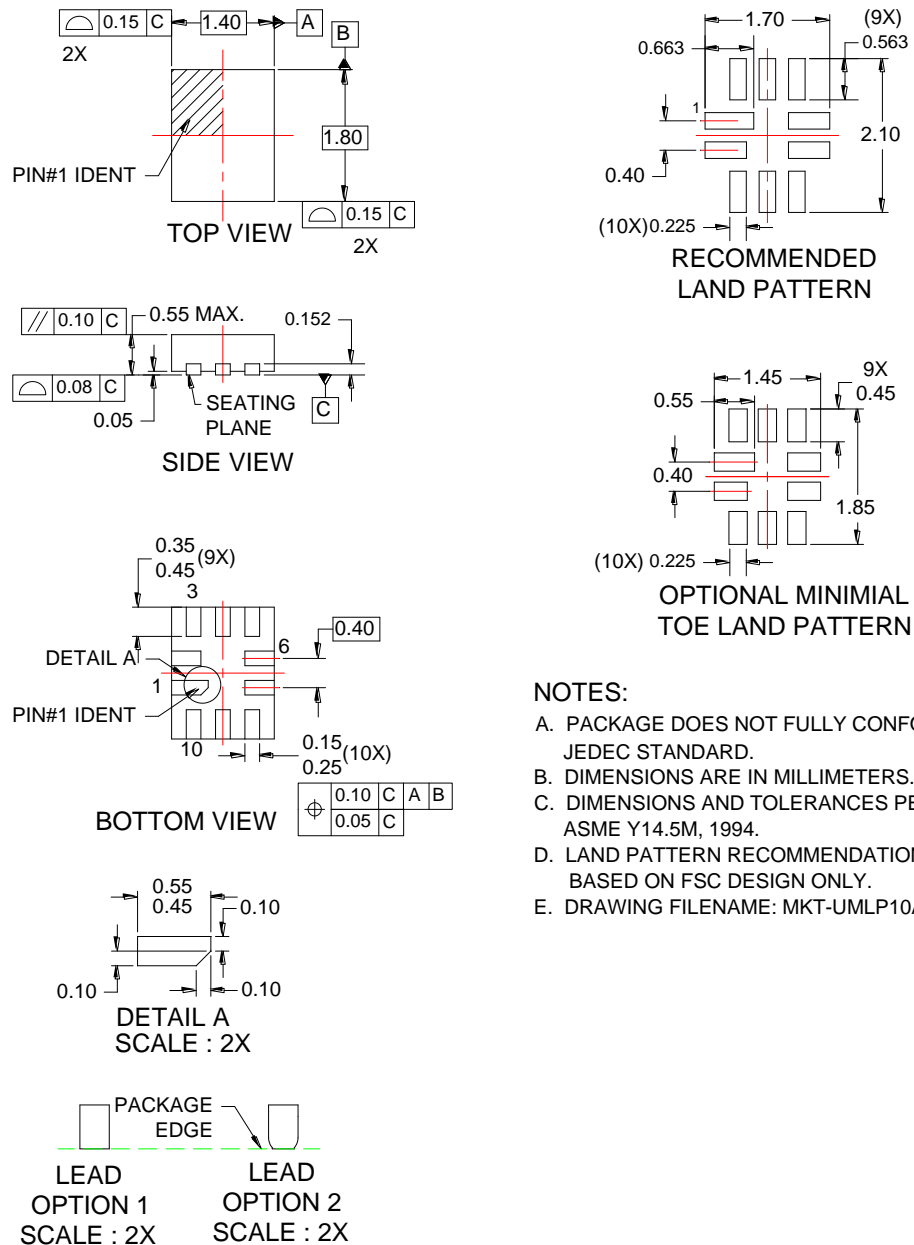 0.15 C
1.40
A
B
2X
1.80
PIN#1 IDENT
0.15 C
TOP VIEW
2X
1.70
(9X)
0.663
0.563
1
2.10
0.40
(10X)0.225
RECOMMENDED
LAND PATTERN
// 0.10 C
0.55 MAX.
0.152
0.08 C
0.05
SEATING
PLANE
C
SIDE VIEW
1.45
9X
0.45
0.55
0.40
1.85
(10X) 0.225
OPTIONAL MINIMIAL
TOE LAND PATTERN
0.35
0.45
(9X)
3
0.40
6
DETAIL A
1
PIN#1 IDENT
10
0.15
0.25
(10X)
0.10 C A B
0.05 C
BOTTOM VIEW
NOTES:
A. PACKAGE DOES NOT FULLY CONFO
JEDEC STANDARD.
B. DIMENSIONS ARE IN MILLIMETERS.
C. DIMENSIONS AND TOLERANCES PE
ASME Y14.5M, 1994.
D. LAND PATTERN RECOMMENDATION
BASED ON FSC DESIGN ONLY.
E. DRAWING FILENAME: MKT-UMLP10A
0.55
0.45
0.10
0.10
0.10
DETAIL A
SCALE : 2X
PACKAGE
EDGE
LEAD
OPTION 1
SCALE : 2X
LEAD
OPTION 2
SCALE : 2X